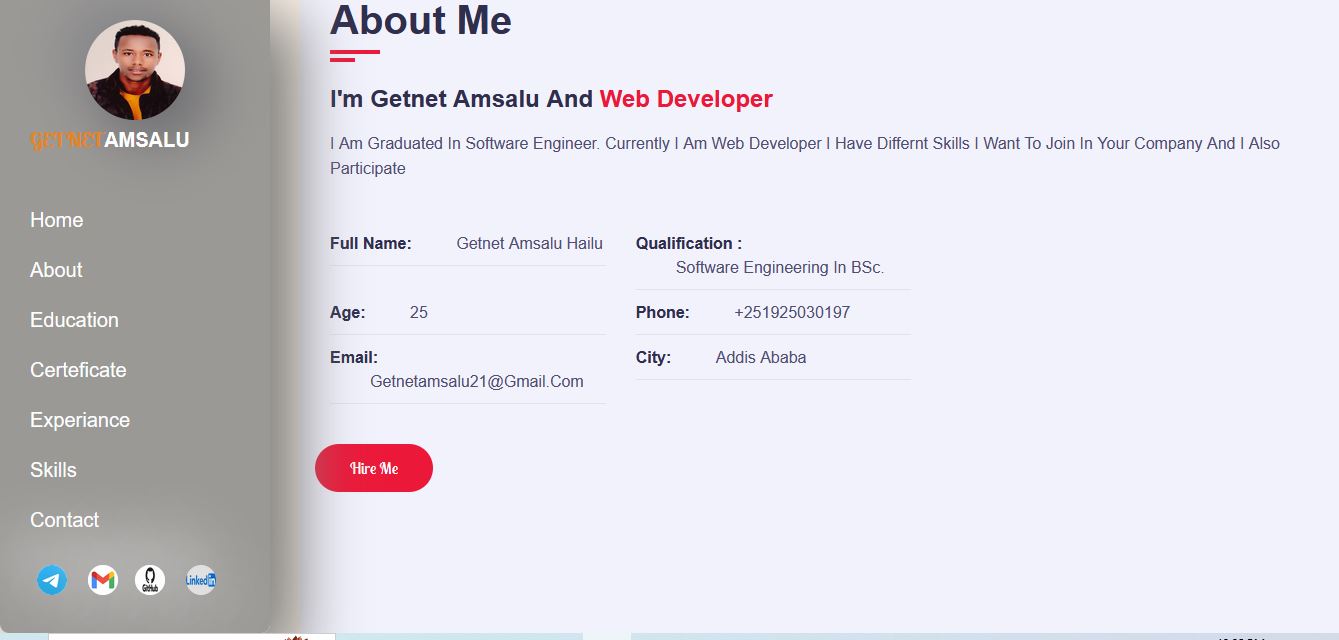 About Me
I'm Getnet Amsalu And Web Developer
I Am Graduated In Software Engineer. Currently I Am Web Developer I Have Differnt Skills I Want To Join In Your Company And I Also
Participate
GETNETAMSALU
Home
About
Education
Certeficate
Experiance
Skills
Contact
GitHub
Linkedin
Full Name: Getnet Amsalu Hailu
Qualification :
Software Engineering In BSc.
Age: 25
Phone: +251925030197
Email:
Getnetamsalu21@Gmail.Com
City: Addis Ababa
Hire Me